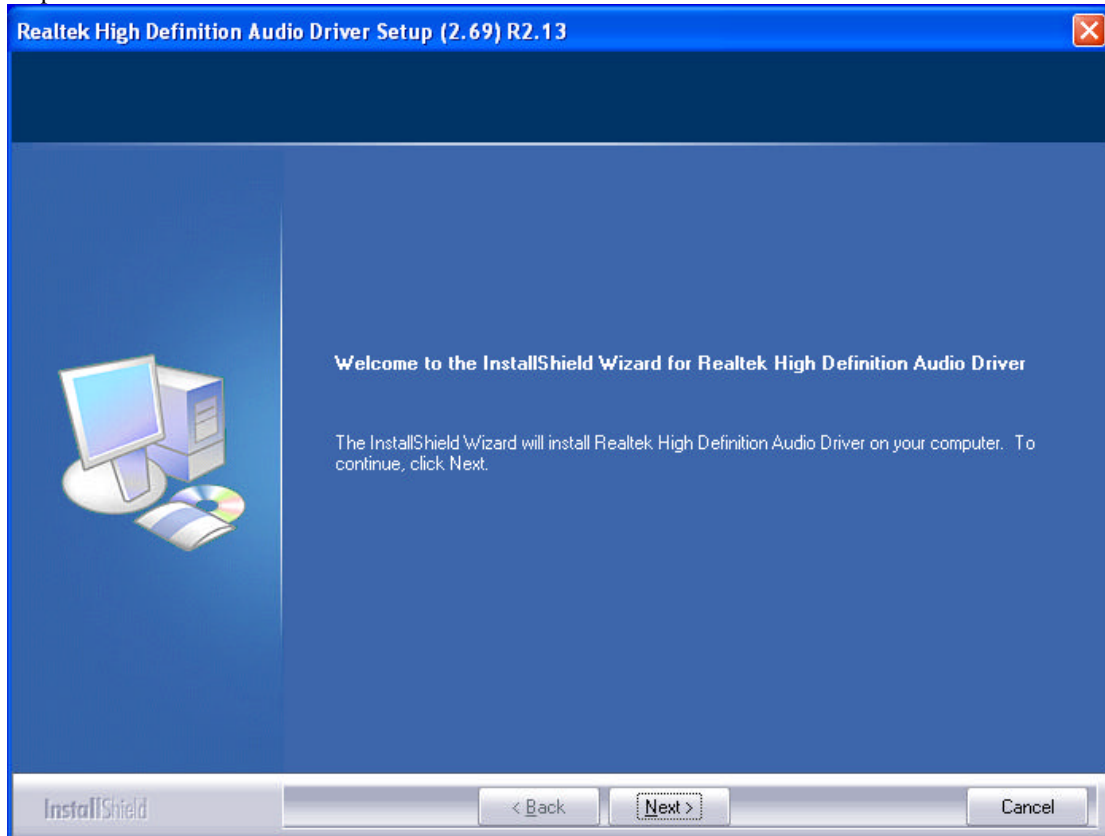 Realtek High Definition Audio Driver Setup (2.69) R2.13
Welcome to the InstallShield Wizard for Realtek High Definition Audio Driver
The InstallShield Wizard will install Realtek High Definition Audio Driver on your computer. To
continue, click Next.
InstallShield
< Back
Next >
Cancel